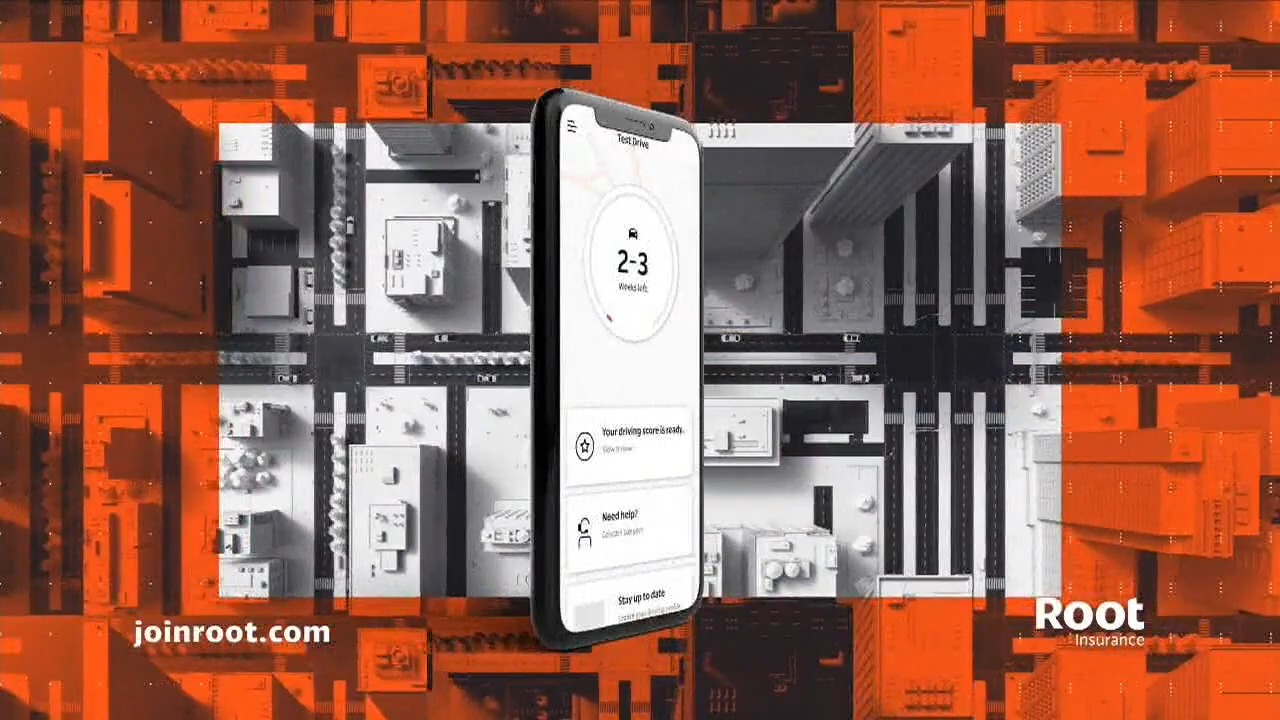 Test Drive
2-3
Weeks left
Your driving score is ready.
Need help?
Stay up to date
joinroot.com
Root
Insurance